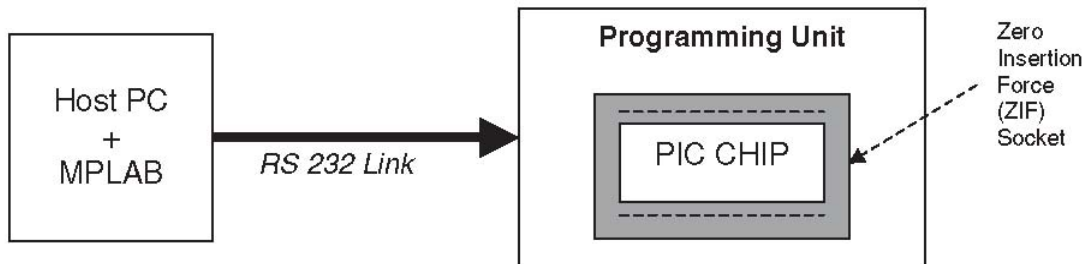 Host PC
+
MPLAB
RS 232 Link
Programming Unit
PIC CHIP
Zero
Insertion
Force
(ZIF)
Socket